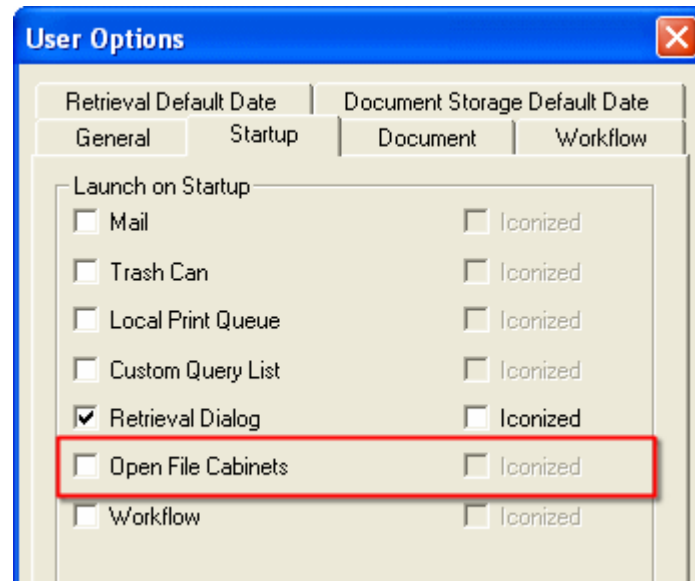 User Options
Retrieval Default Date Document Storage Default Date
General Startup Document Workflow
Launch on Startup
Mail Iconized
Trash Can Iconized
Local Print Queue Iconized
Custom Query List Iconized
Retrieval Dialog Iconized
Open File Cabinets Iconized
Workflow Iconized